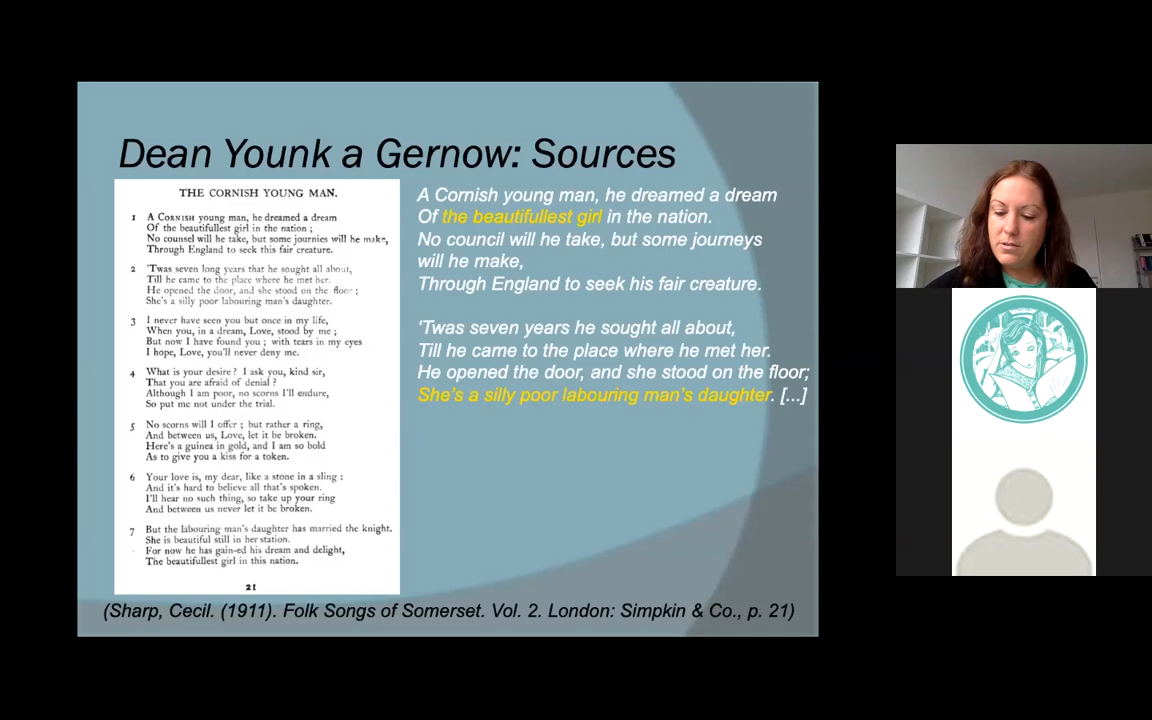 Dean Younk a Gernow: Sources
THE CORNISH YOUNG MAN.
1 A CORNISH young man, he dreamed a dream
Of the beautifullest girl in the nation ;
No counsel will he take, but some journies will he make,
Through England to seek this fair creature.
2 'Twas seven long years that he sought all about,
Till he came to the place where he met her.
He opened the door, and she stood on the floor ;
She's a silly poor labouring man's daughter.
3 I never have seen you but once in my life,
When you, in a dream, Love, stood by me ;
But now I have found you ; with tears in my eyes
I hope, Love, you'll never deny me.
4 What is your desire ? I ask you, kind sir,
That you are afraid of denial ?
Although I am poor, no scorns I'll endure,
So put me not under the trial.
5 No scorns will I offer ; but rather a ring,
And between us, Love, let it be broken.
Here's a guinea in gold, and I am so bold
As to give you a kiss for a token.
6 Your love is, my dear, like a stone in a sling :
And it's hard to believe all that's spoken.
I'll hear no such thing, so take up your ring
And between us never let it be broken.
7 But the labouring man's daughter has married the knight.
She is beautiful still in her station.
For now he has gain-ed his dream and delight,
The beautifullest girl in this nation.
21
A Cornish young man, he dreamed a dream
Of the beautifullest girl in the nation.
No council will he take, but some journeys
will he make,
Through England to seek his fair creature.
‘Twas seven years he sought all about,
Till he came to the place where he met her.
He opened the door, and she stood on the floor;
She’s a silly poor labouring man’s daughter. [...]
(Sharp, Cecil. (1911). Folk Songs of Somerset. Vol. 2. London: Simpkin & Co., p. 21)